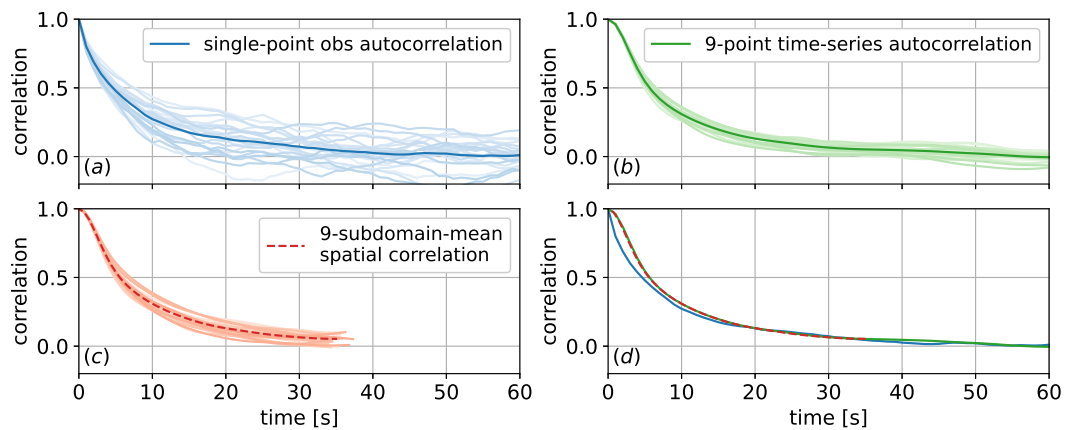 correlation
1.0
0.5
0.0
single-point obs autocorrelation
(a)
correlation
1.0
0.5
0.0
9-point time-series autocorrelation
(b)
correlation
1.0
0.5
0.0
9-subdomain-mean
spatial correlation
(c)
0 10 20 30 40 50 60
time [s]
correlation
1.0
0.5
0.0
(d)
0 10 20 30 40 50 60
time [s]